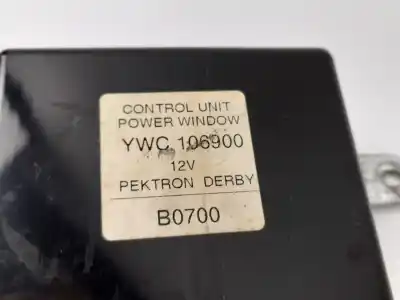 CONTROL UNIT
POWER WINDOW
YWC 106900
12V
PEKTRON DERBY
B0700